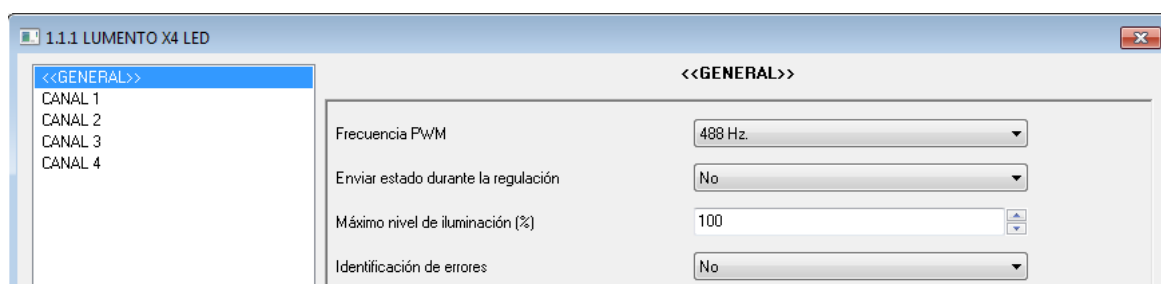 1.1.1 LUMENTO X4 LED
<<GENERAL>>
CANAL 1
CANAL 2
CANAL 3
CANAL 4
<<GENERAL>>
Frecuencia PWM
488 Hz.
Enviar estado durante la regulación
No
Máximo nivel de iluminación (%)
100
Identificación de errores
No